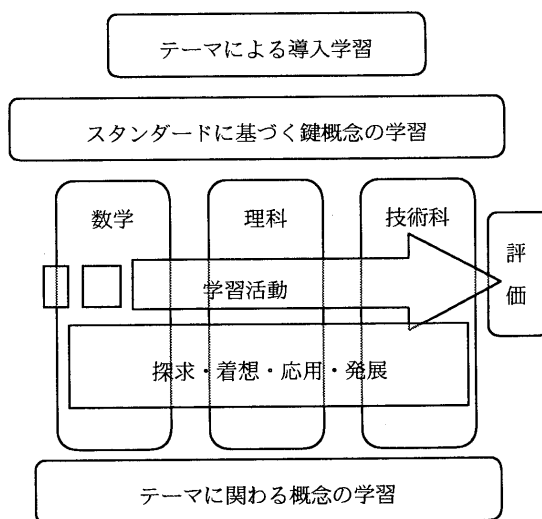 テーマによる導入学習
スタンダードに基づく鍵概念の学習
数学
理科
技術科
評
価
学習活動
探求・着想・応用・発展
テーマに関わる概念の学習